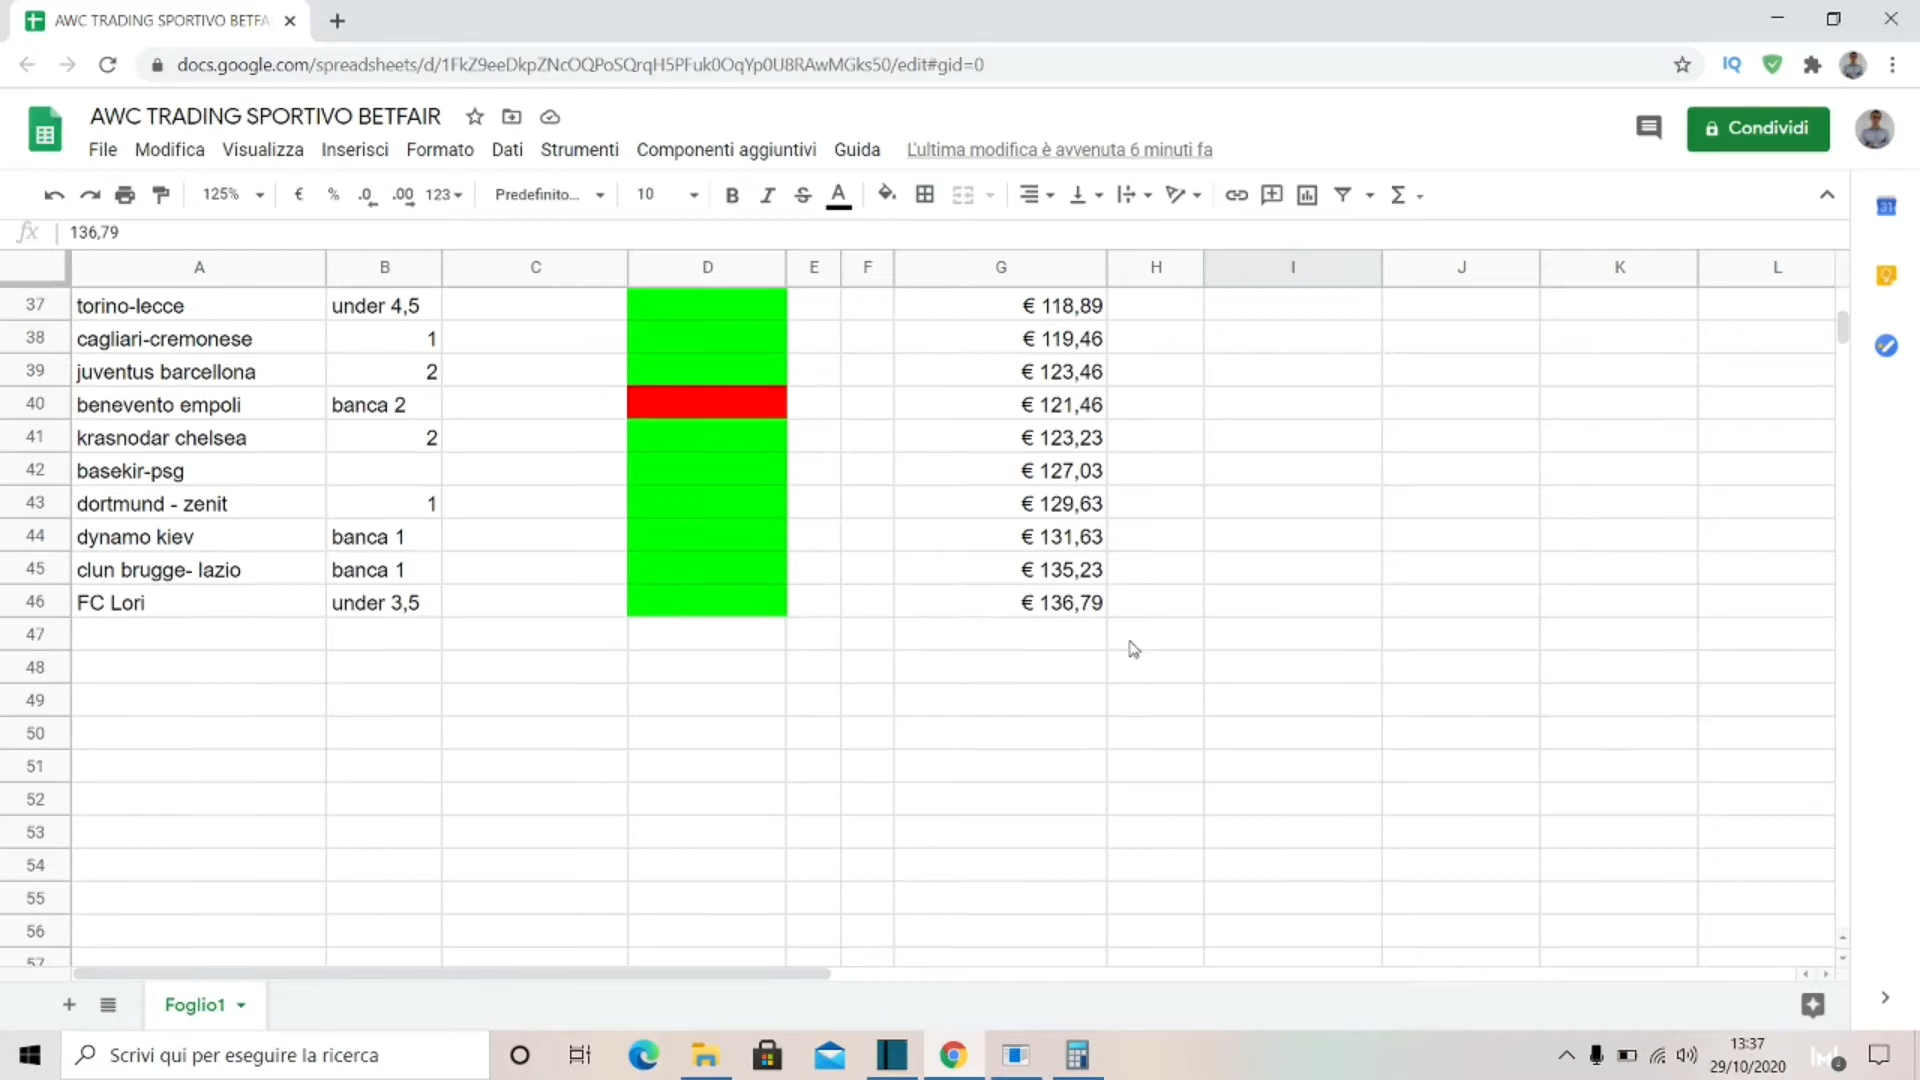 AWC TRADING SPORTIVO BETFA
docs.google.com/spreadsheets/d/1FkZ9eeDkpZNcOQPoSQrqH5PFuk0OqYp0U8RAwMGks50/edit#gid=0
IQ
AWC TRADING SPORTIVO BETFAIR
Condividi
File Modifica Visualizza Inserisci Formato Dati Strumenti Componenti aggiuntivi Guida L'ultima modifica è avvenuta 6 minuti fa
125% € % .0 .00 123 Predefinito... 10 B I S A Σ
31
fx 136,79
A B C D E F G H I J K L
37 torino-lecce under 4,5 € 118,89
38 cagliari-cremonese 1 € 119,46
39 juventus barcellona 2 € 123,46
40 benevento empoli banca 2 € 121,46
41 krasnodar chelsea 2 € 123,23
42 basekir-psg € 127,03
43 dortmund - zenit 1 € 129,63
44 dynamo kiev banca 1 € 131,63
45 clun brugge- lazio banca 1 € 135,23
46 FC Lori under 3,5 € 136,79
47
48
49
50
51
52
53
54
55
56
57
Foglio1
Scrivi qui per eseguire la ricerca
13:37
29/10/2020